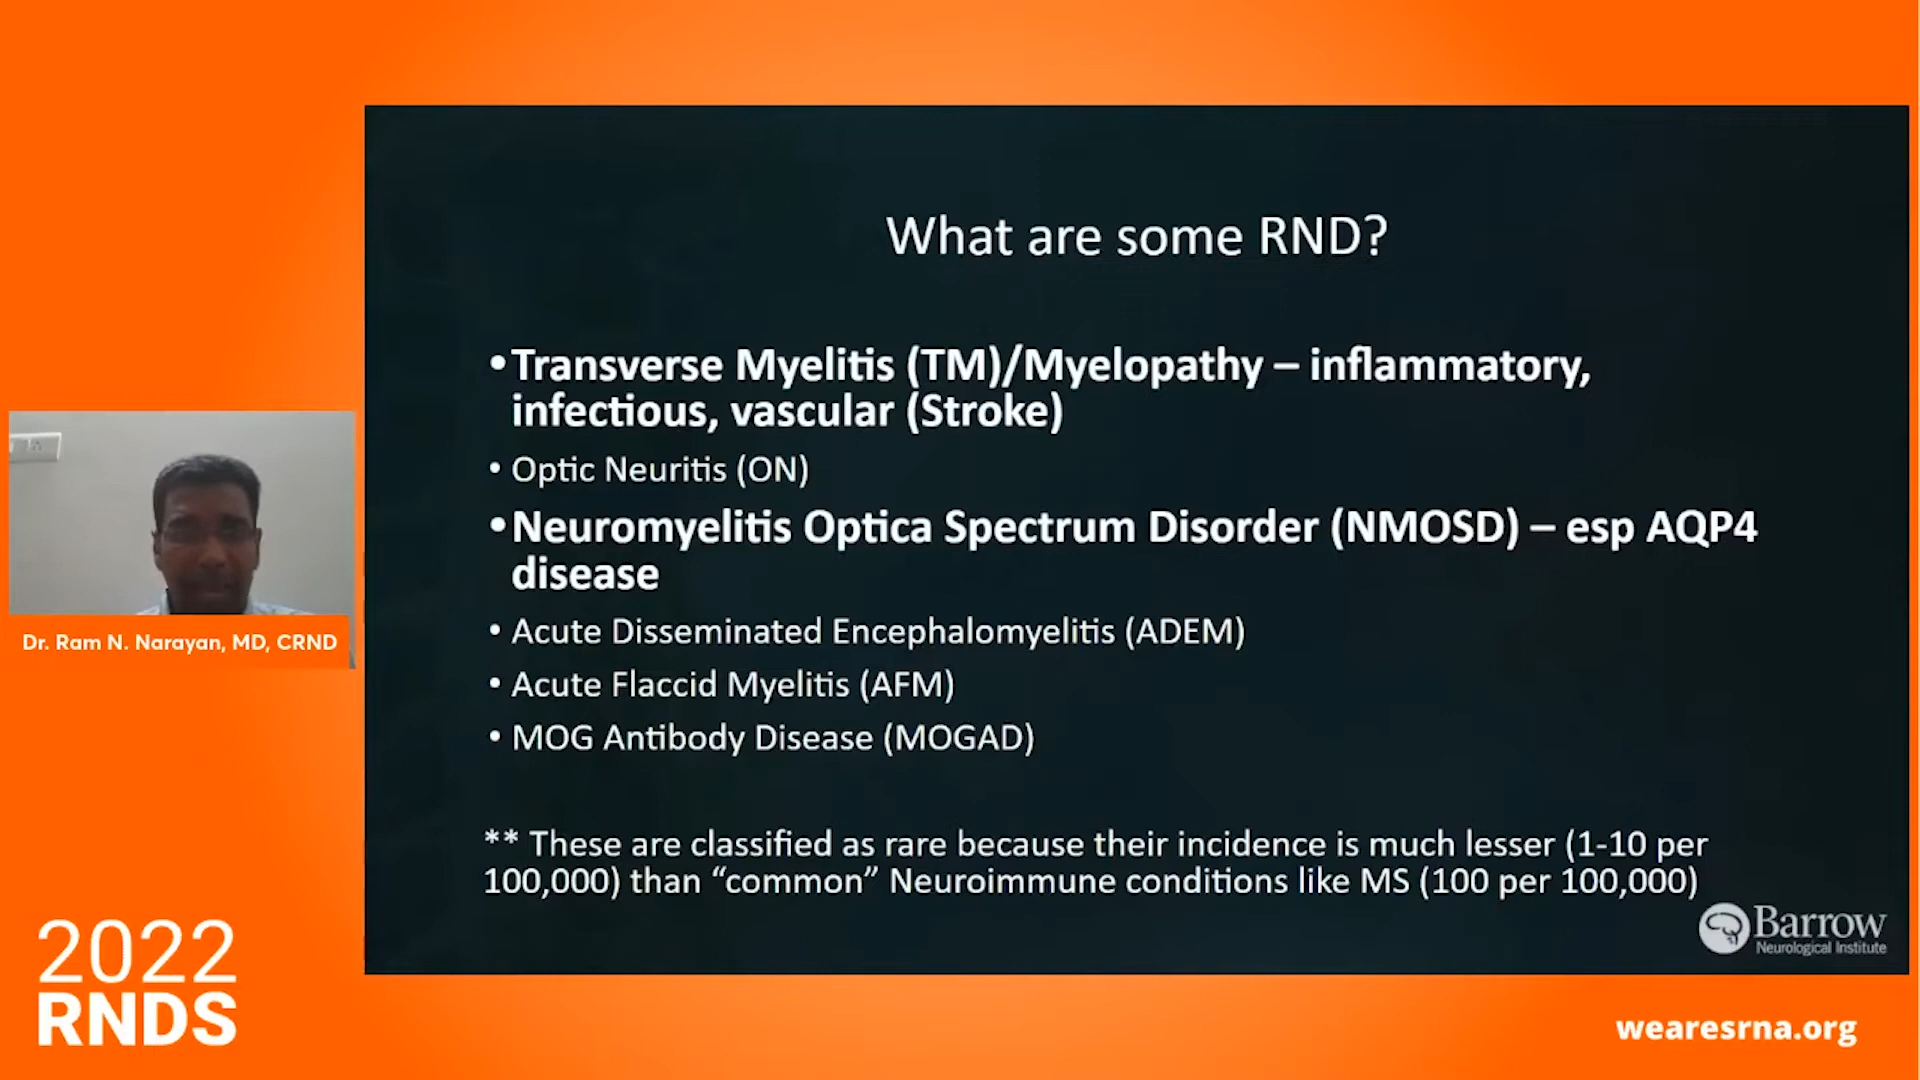 What are some RND?
•Transverse Myelitis (TM)/Myelopathy – inflammatory,
infectious, vascular (Stroke)
• Optic Neuritis (ON)
•Neuromyelitis Optica Spectrum Disorder (NMOSD) – esp AQP4
disease
• Acute Disseminated Encephalomyelitis (ADEM)
• Acute Flaccid Myelitis (AFM)
• MOG Antibody Disease (MOGAD)
** These are classified as rare because their incidence is much lesser (1-10 per
100,000) than “common” Neuroimmune conditions like MS (100 per 100,000)
Barrow
Neurological Institute
Dr. Ram N. Narayan, MD, CRND
2022
RNDS
wearesrna.org